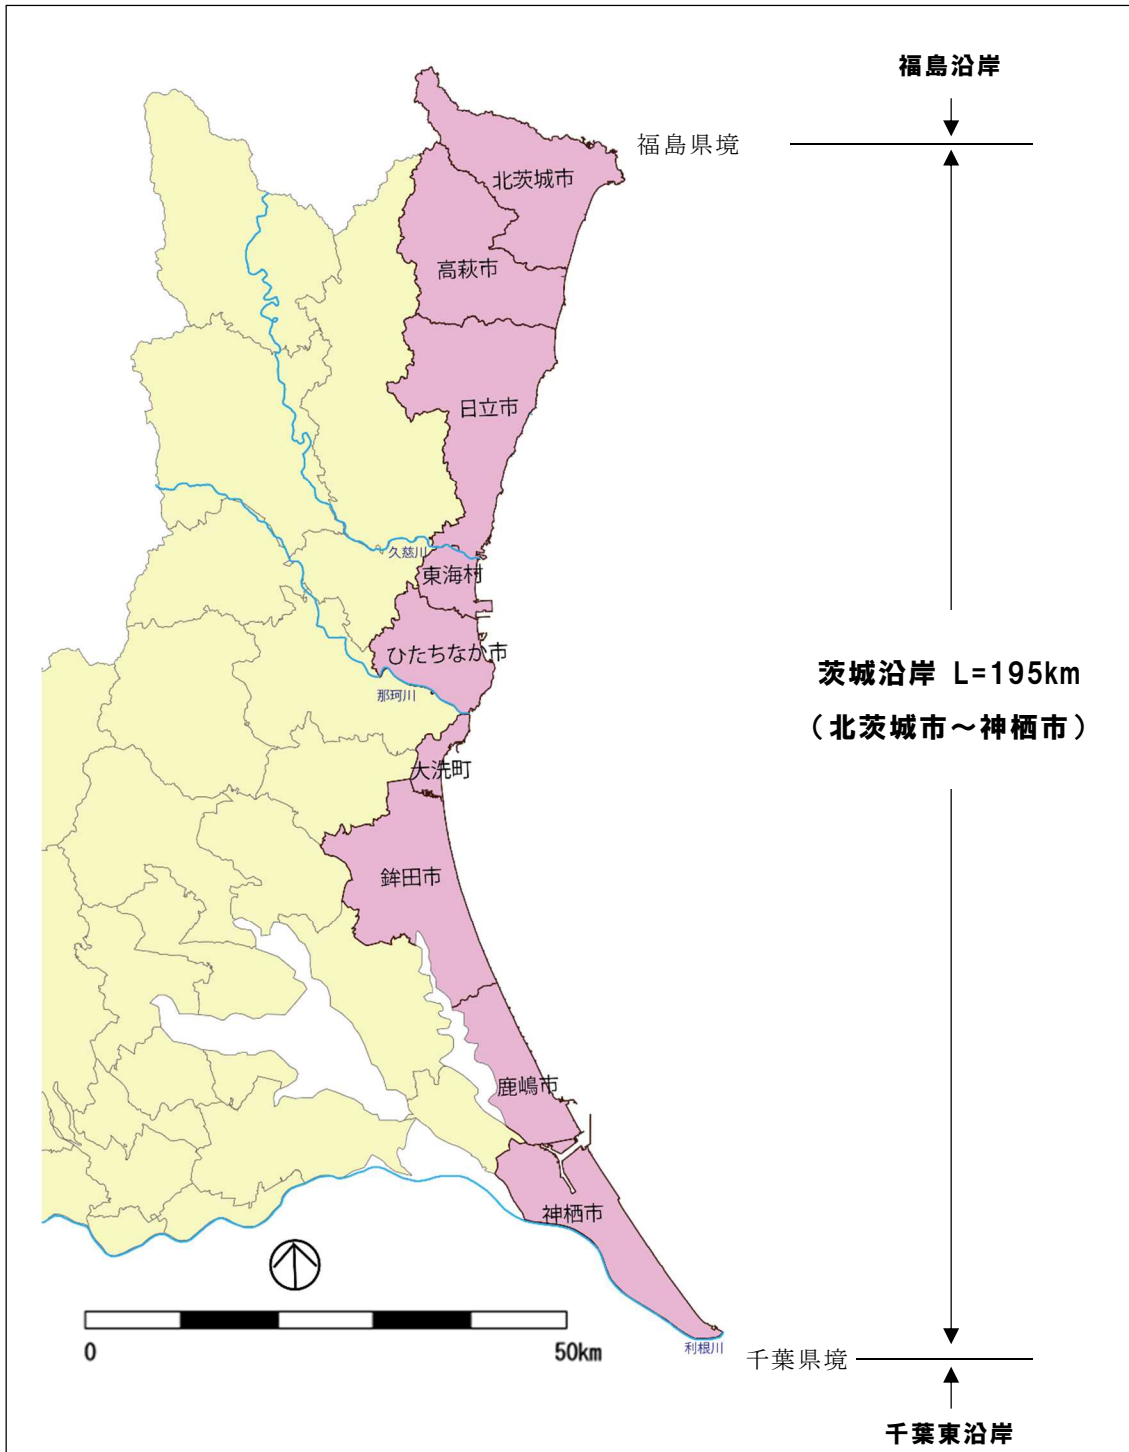 福島沿岸
福島県境
北茨城市
高萩市
日立市
久慈川
東海村
ひたちなか市
那珂川
茨城沿岸 L=195km
(北茨城市～神栖市)
大洗町
鉾田市
鹿嶋市
神栖市
0
50km
利根川
千葉県境
千葉東沿岸